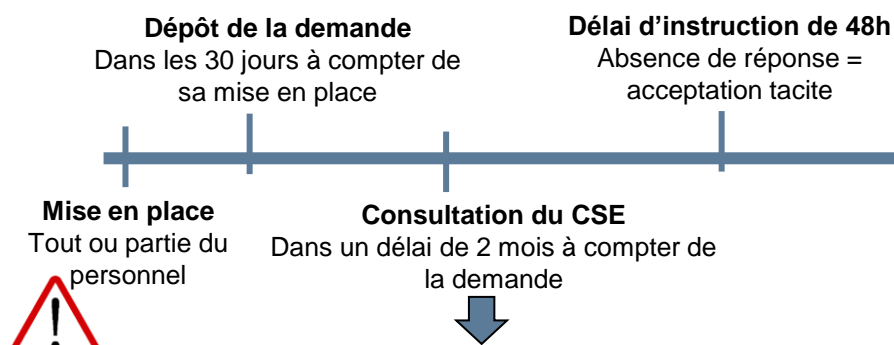 Dépôt de la demande
Dans les 30 jours à compter de
sa mise en place
Délai d’instruction de 48h
Absence de réponse =
acceptation tacite
Mise en place
Tout ou partie du
personnel
Consultation du CSE
Dans un délai de 2 mois à compter de
la demande